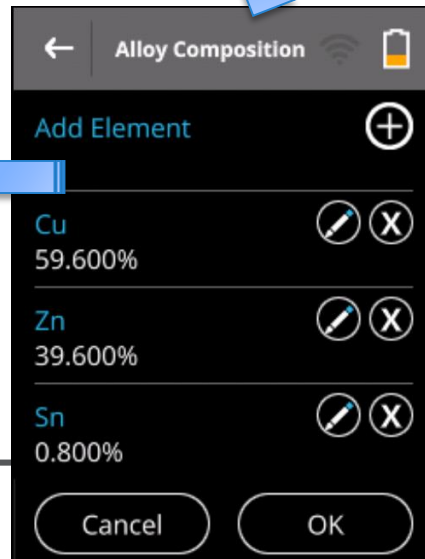 Alloy Composition
Add Element
Cu
59.600%
Zn
39.600%
Sn
0.800%
Cancel
OK